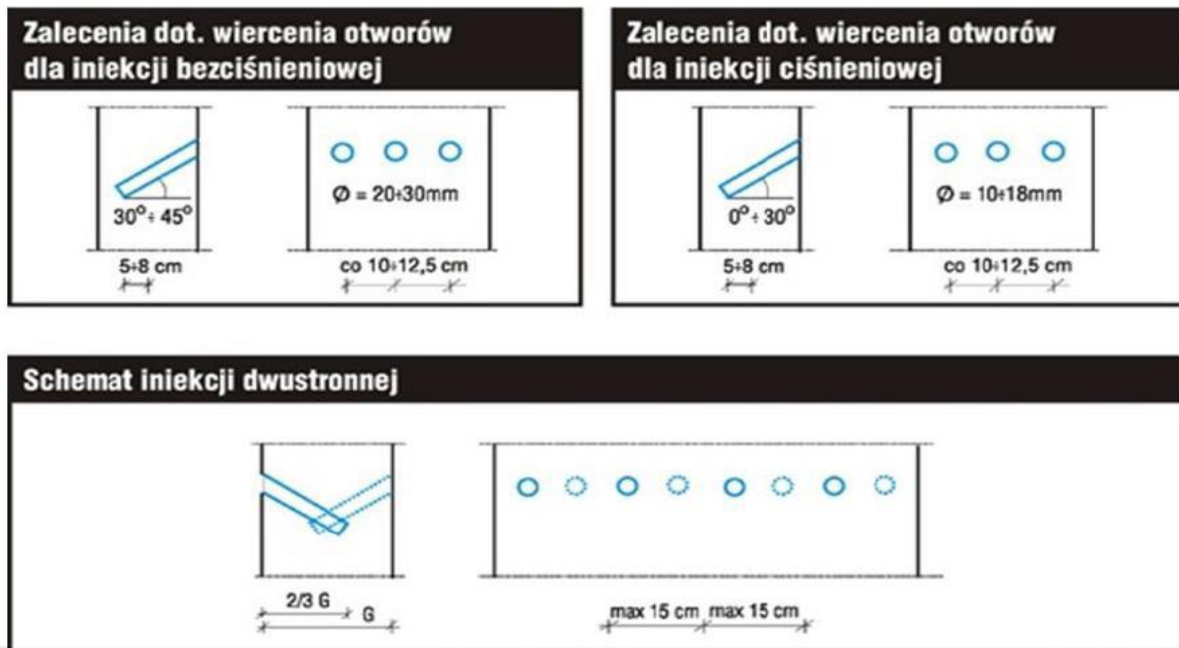 Zalecenia dot. wiercenia otworów
dla iniekcji bezciśnieniowej
30° ÷ 45°
Ø = 20÷30mm
5÷8 cm
co 10÷12,5 cm
Zalecenia dot. wiercenia otworów
dla iniekcji ciśnieniowej
0° ÷ 30°
Ø = 10÷18mm
5÷8 cm
co 10÷12,5 cm
Schemat iniekcji dwustronnej
2/3 G
G
max 15 cm max 15 cm